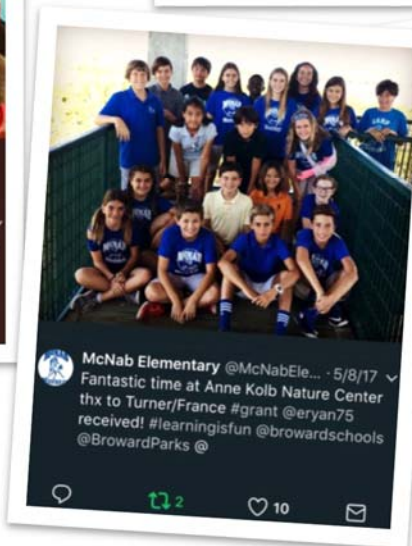 McNab Elementary @McNabEle... · 5/8/17
Fantastic time at Anne Kolb Nature Center
thx to Turner/France #grant @eryan75
received! #learningisfun @browardschools
@BrowardParks @
2
10